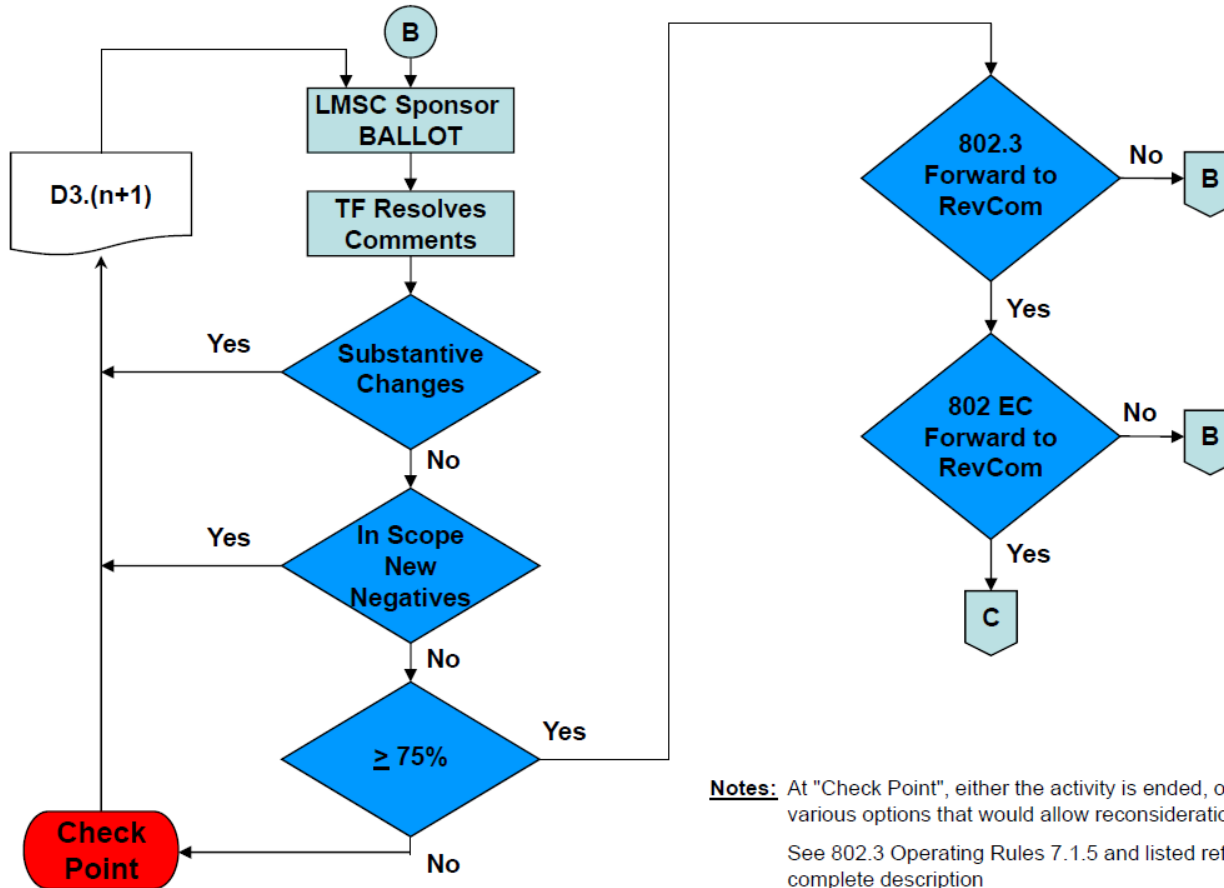 B
LMSC Sponsor
BALLOT
D3.(n+1)
TF Resolves
Comments
Substantive
Changes
Yes
No
In Scope
New
Negatives
Yes
No
≥ 75%
Yes
No
Check
Point
802.3
Forward to
RevCom
No
B
Yes
802 EC
Forward to
RevCom
No
B
Yes
C
Notes: At "Check Point", either the activity is ended, o
various options that would allow reconsideratio
See 802.3 Operating Rules 7.1.5 and listed ref
complete description